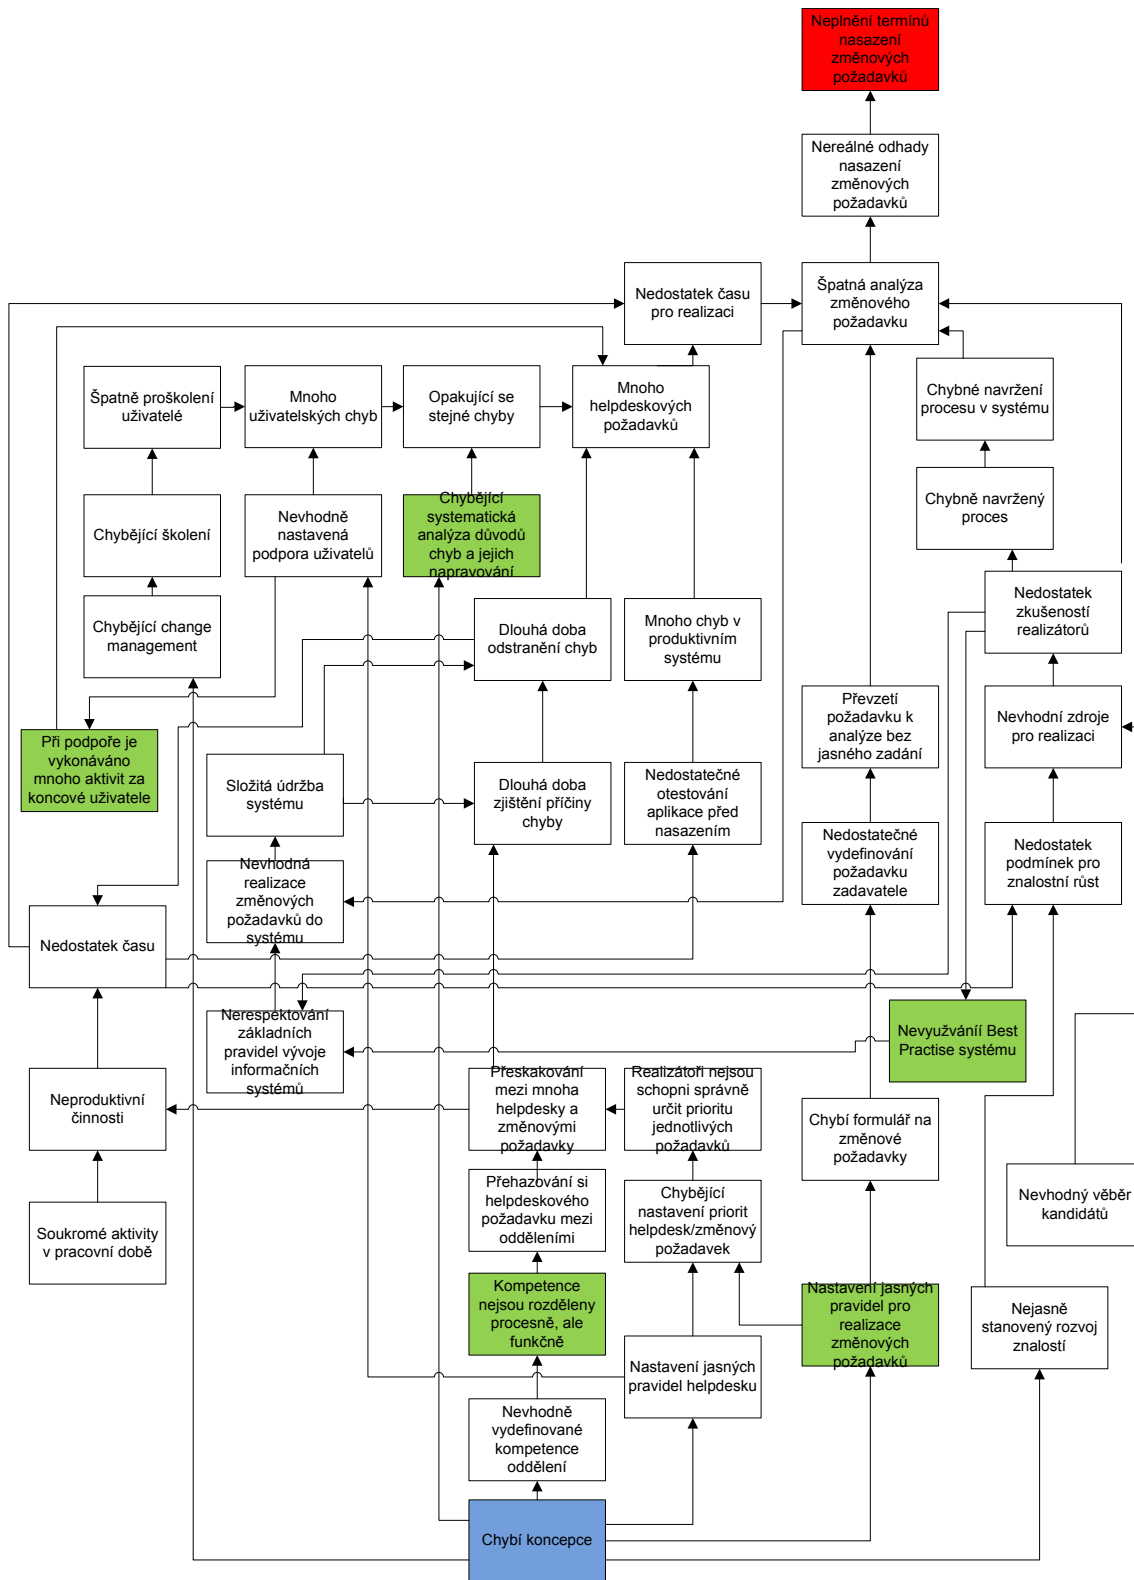 Neplnění termínů
nasazení
změnových
požadavků
Nereálné odhady
nasazení
změnových
požadavků
Nedostatek času
pro realizaci
Špatná analýza
změnového
požadavku
Špatně proškolení
uživatelé
Mnoho
uživatelských chyb
Opakující se
stejné chyby
Mnoho
helpdeskových
požadavků
Chybné navržení
procesu v systému
Chybějící školení
Nevhodně
nastavená
podpora uživatelů
Chybějící
systematická
analýza důvodů
chyb a jejich
napravování
Chybně navržený
proces
Chybějící change
management
Dlouhá doba
odstranění chyb
Mnoho chyb v
produktivním
systému
Nedostatek
zkušeností
realizátorů
Při podpoře je
vykonáváno
mnoho aktivit za
koncové uživatele
Převzetí
požadavku k
analýze bez
jasného zadání
Nevhodní zdroje
pro realizaci
Složitá údržba
systému
Dlouhá doba
zjištění příčiny
chyby
Nedostatečné
otestování
aplikace před
nasazením
Nedostatečné
vydefinování
požadavku
zadavatele
Nedostatek
podmínek pro
znalostní růst
Nevhodná
realizace
změnových
požadavků do
systému
Nedostatek času
Nerespektování
základních
pravidel vývoje
informačních
systémů
Nevyužváníí Best
Practise systému
Neproduktivní
činnosti
Přeskakování
mezi mnoha
helpdesky a
změnovými
požadavky
Realizátoři nejsou
schopni správně
určit prioritu
jednotlivých
požadavků
Chybí formulář na
změnové
požadavky
Soukromé aktivity
v pracovní době
Přehazování si
helpdeskového
požadavku mezi
odděleními
Chybějící
nastavení priorit
helpdesk/změnový
požadavek
Nevhodný věběr
kandidátů
Kompetence
nejsou rozděleny
procesně, ale
funkčně
Nastavení jasných
pravidel helpdesku
Nastavení jasných
pravidel pro
realizace
změnových
požadavků
Nejasně
stanovený rozvoj
znalostí
Nevhodně
vydefinované
kompetence
oddělení
Chybí koncepce